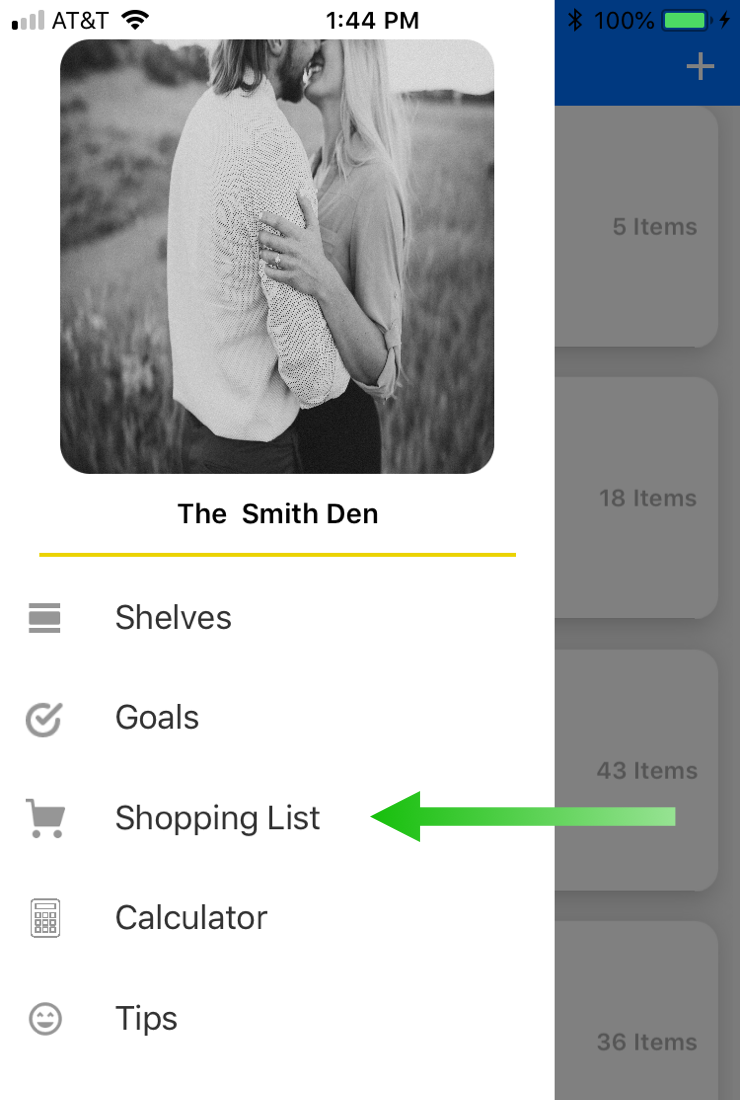 AT&T 1:44 PM 100%
5 Items
The Smith Den
18 Items
Shelves
Goals
43 Items
Shopping List
Calculator
Tips
36 Items